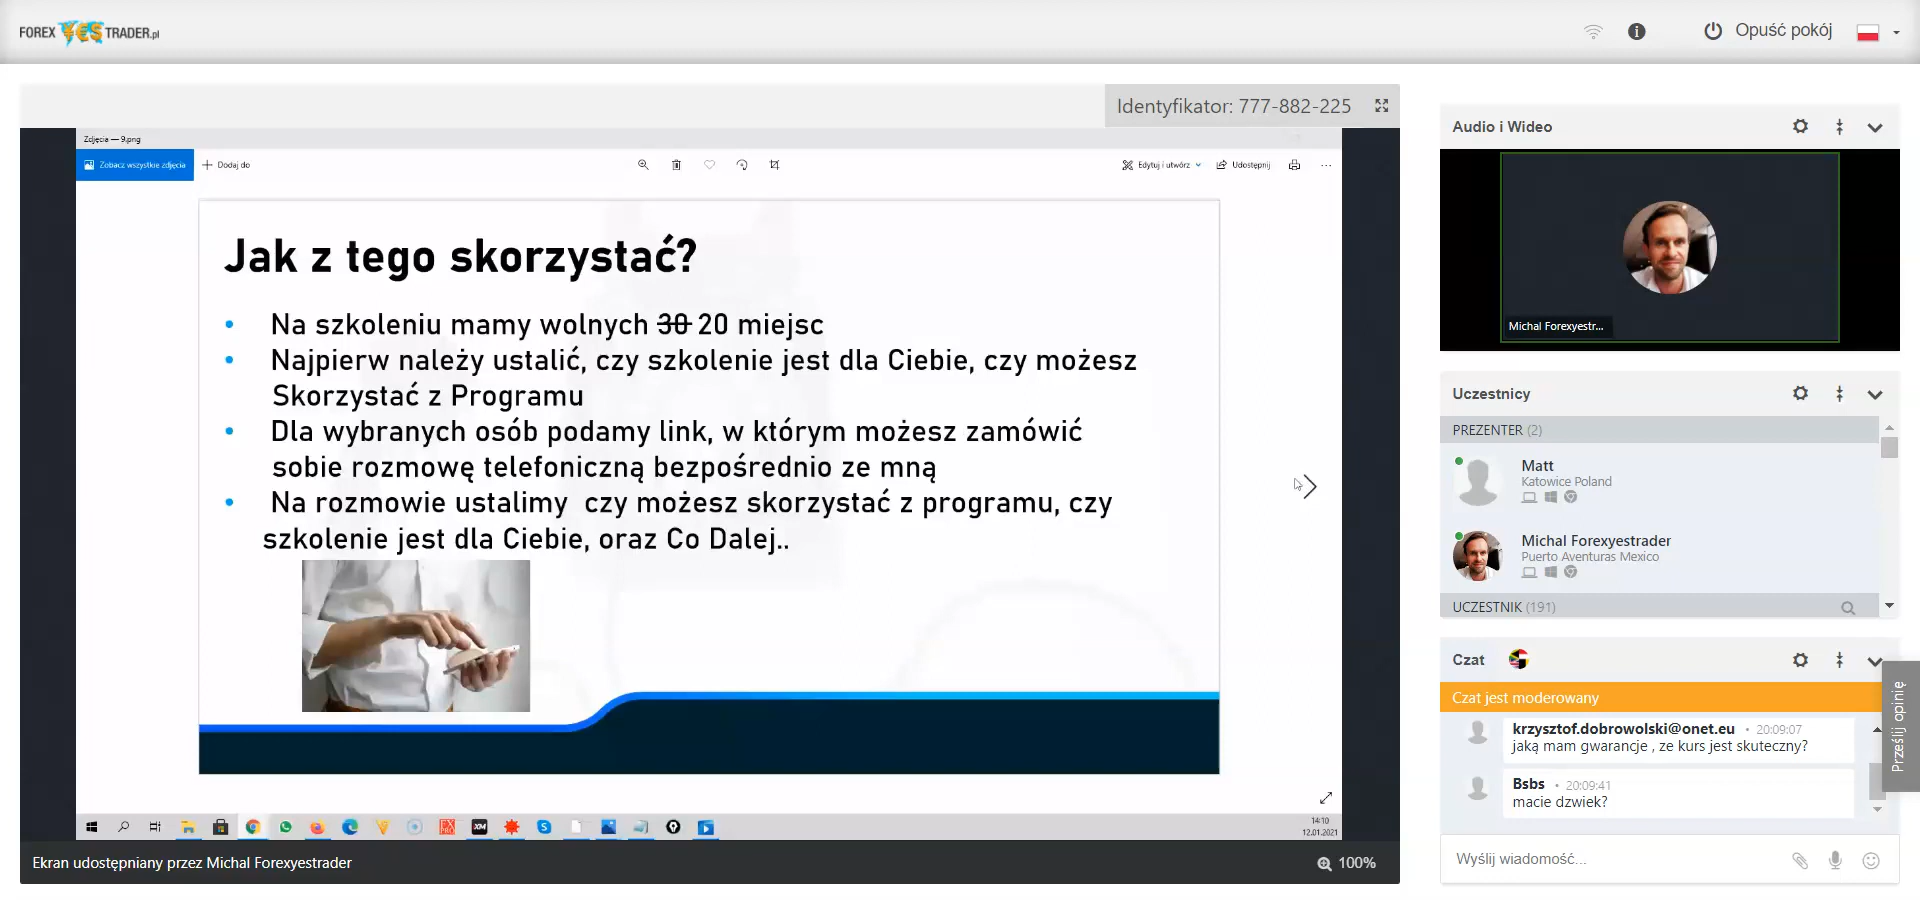 FOREX YES TRADER.pl
Opuść pokój
Identyfikator: 777-882-225
Zdjęcia — 9.png
Zobacz wszystkie zdjęcia
Dodaj do
Edytuj i utwórz
Udostępnij
Jak z tego skorzystać?
• Na szkoleniu mamy wolnych 30 20 miejsc
• Najpierw należy ustalić, czy szkolenie jest dla Ciebie, czy możesz
Skorzystać z Programu
• Dla wybranych osób podamy link, w którym możesz zamówić
sobie rozmowę telefoniczną bezpośrednio ze mną
• Na rozmowie ustalimy czy możesz skorzystać z programu, czy
szkolenie jest dla Ciebie, oraz Co Dalej..
14:10
12.01.2021
Ekran udostępniany przez Michal Forexyestrader
100%
Audio i Wideo
Michal Forexyestr...
Uczestnicy
PREZENTER (2)
Matt
Katowice Poland
Michal Forexyestrader
Puerto Aventuras Mexico
UCZESTNIK (191)
Czat
Czat jest moderowany
krzysztof.dobrowolski@onet.eu • 20:09:07
jaką mam gwarancje , ze kurs jest skuteczny?
Bsbs • 20:09:41
macie dzwiek?
Wyślij wiadomość...
Prześlij opinię